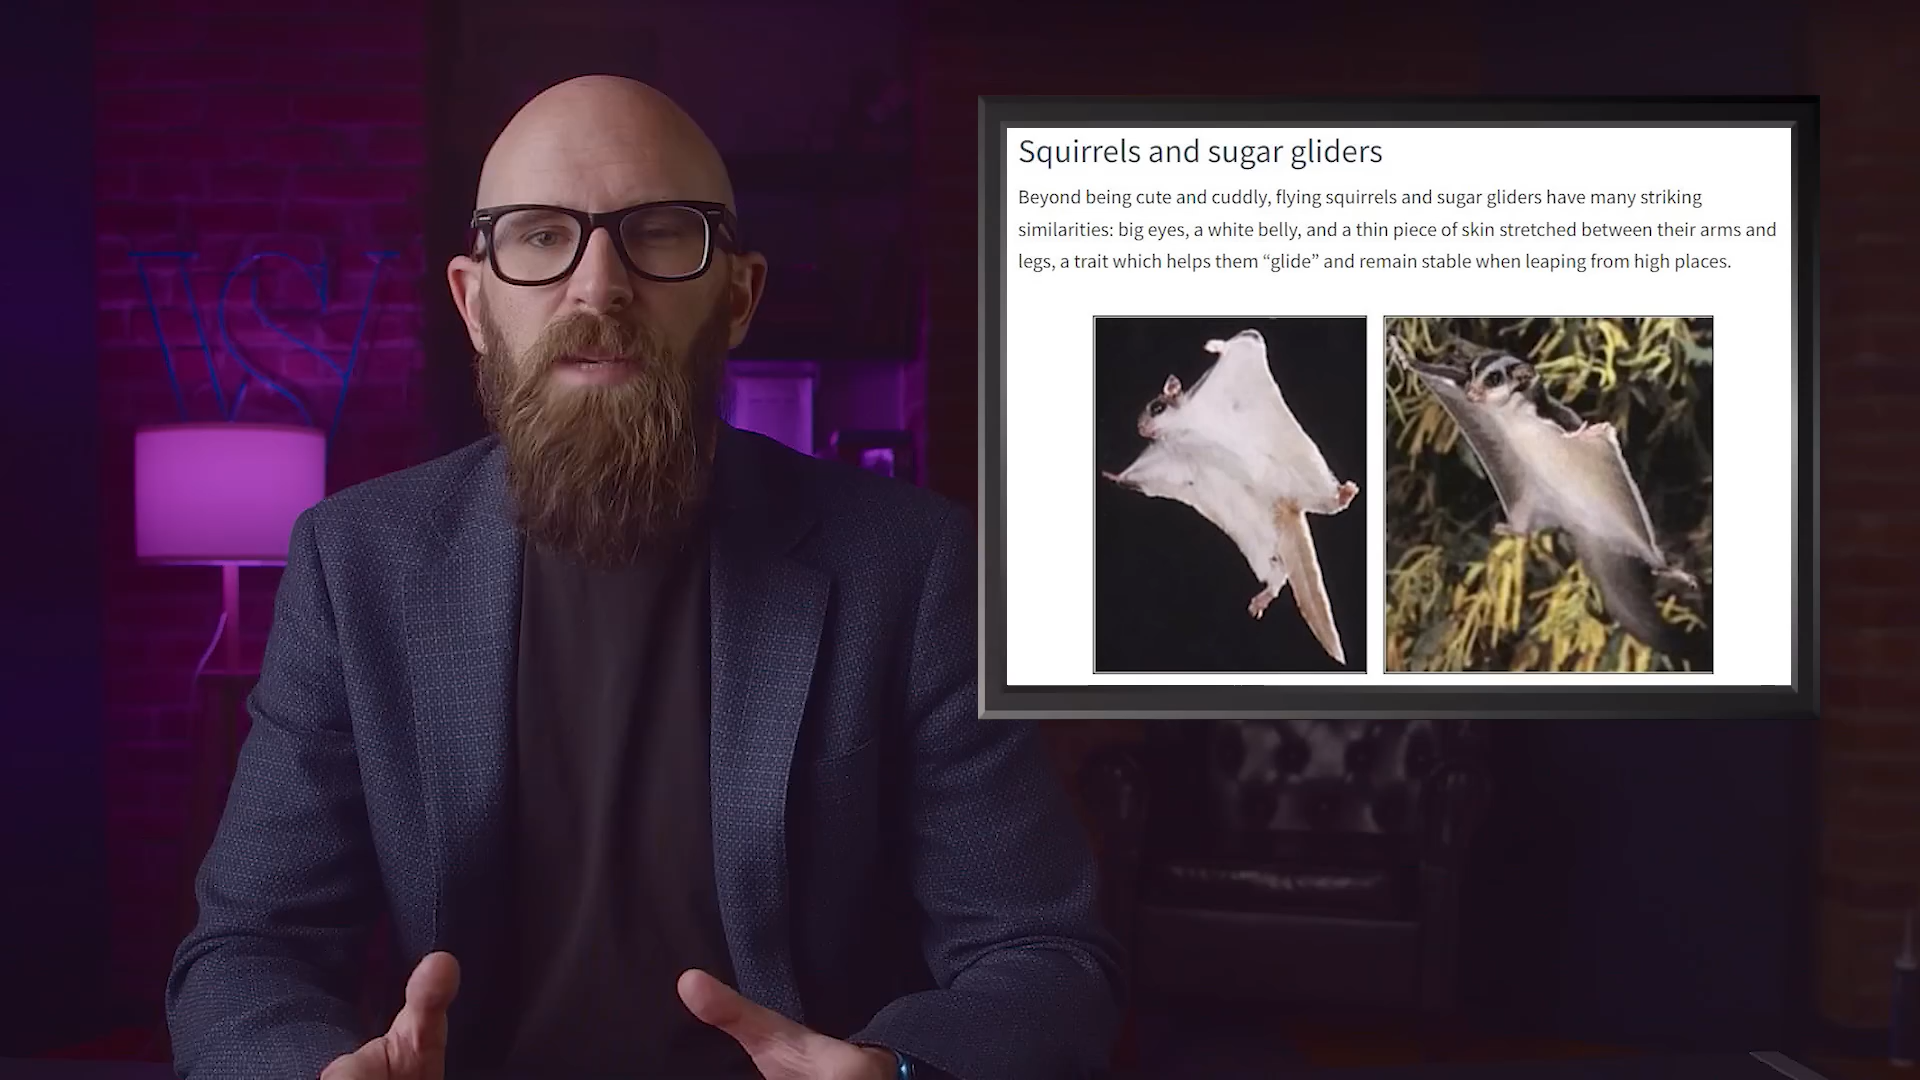 Squirrels and sugar gliders
Beyond being cute and cuddly, flying squirrels and sugar gliders have many striking
similarities: big eyes, a white belly, and a thin piece of skin stretched between their arms and
legs, a trait which helps them “glide” and remain stable when leaping from high places.
VS